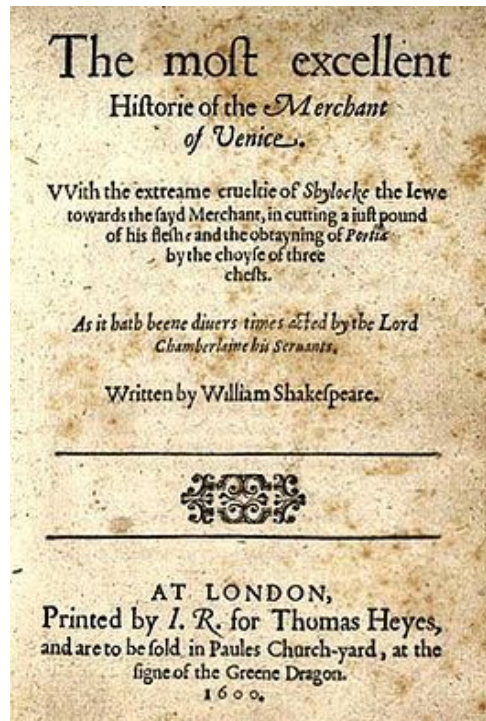 The moſt excellent
Hiſtorie of the Merchant
of Venice.
VVith the extreame crueltie of Shylocke the Iewe
towards the ſayd Merchant, in cutting a iuſt pound
of his fleſhe and the obtayning of Portia
by the choyſe of three
cheſts.
As it hath beene diuers times acted by the Lord
Chamberlaine his Seruants.
Written by William Shakeſpeare.
AT LONDON,
Printed by I. R. for Thomas Heyes,
and are to be ſold in Paules Church-yard, at the
ſigne of the Greene Dragon.
1600.